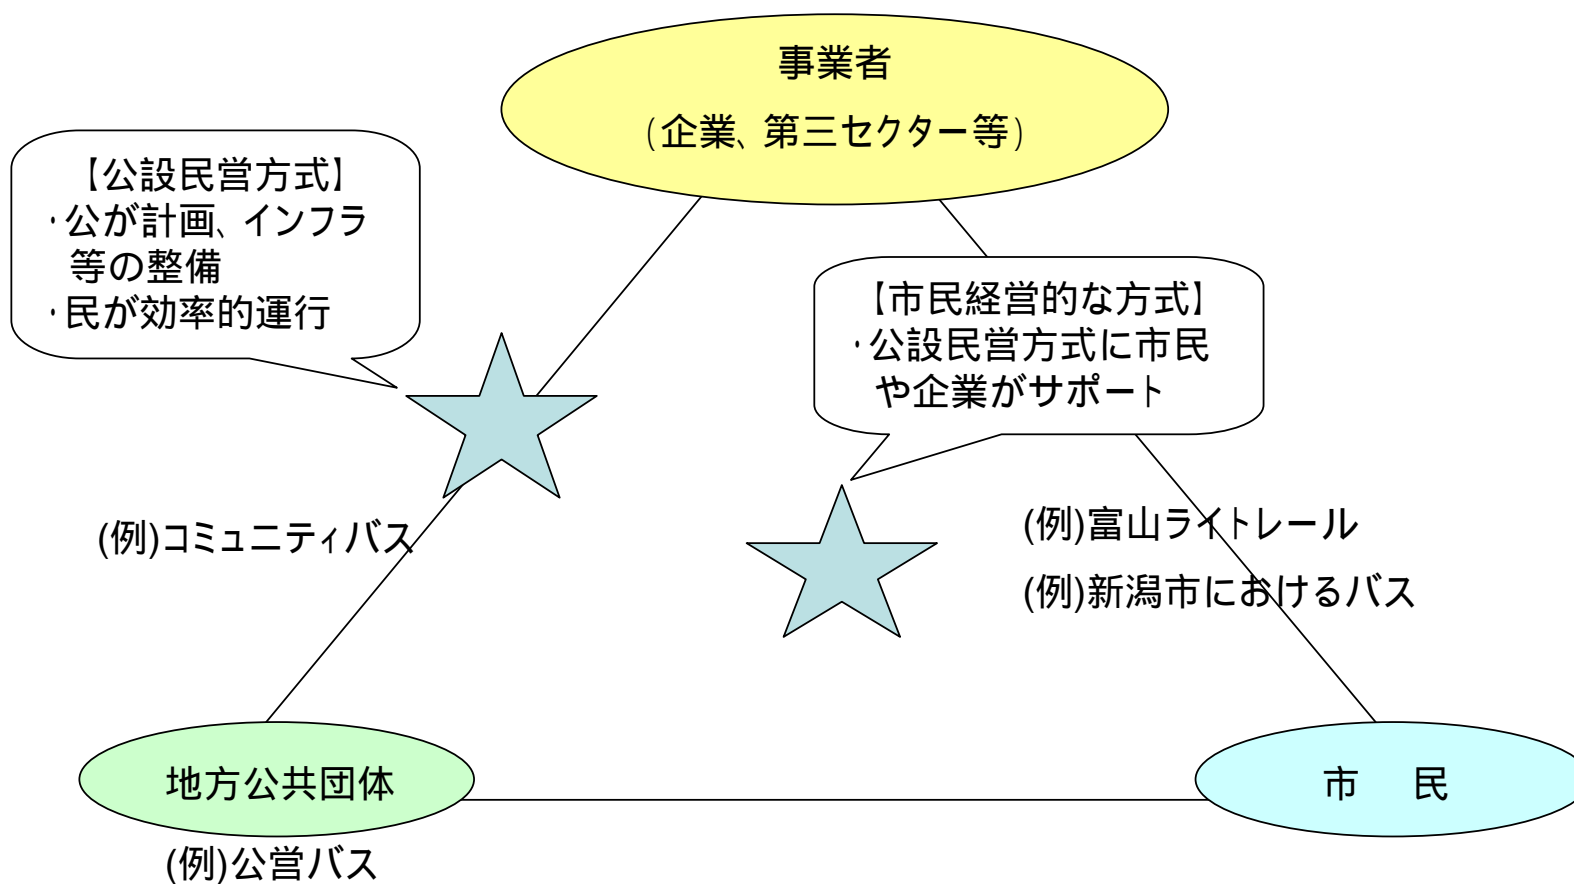 事業者
(企業、第三セクター等)
【公設民営方式】
・公が計画、インフラ
等の整備
・民が効率的運行
【市民経営的な方式】
・公設民営方式に市民
や企業がサポート
(例)コミュニティバス
(例)富山ライトレール
(例)新潟市におけるバス
地方公共団体
市　民
(例)公営バス